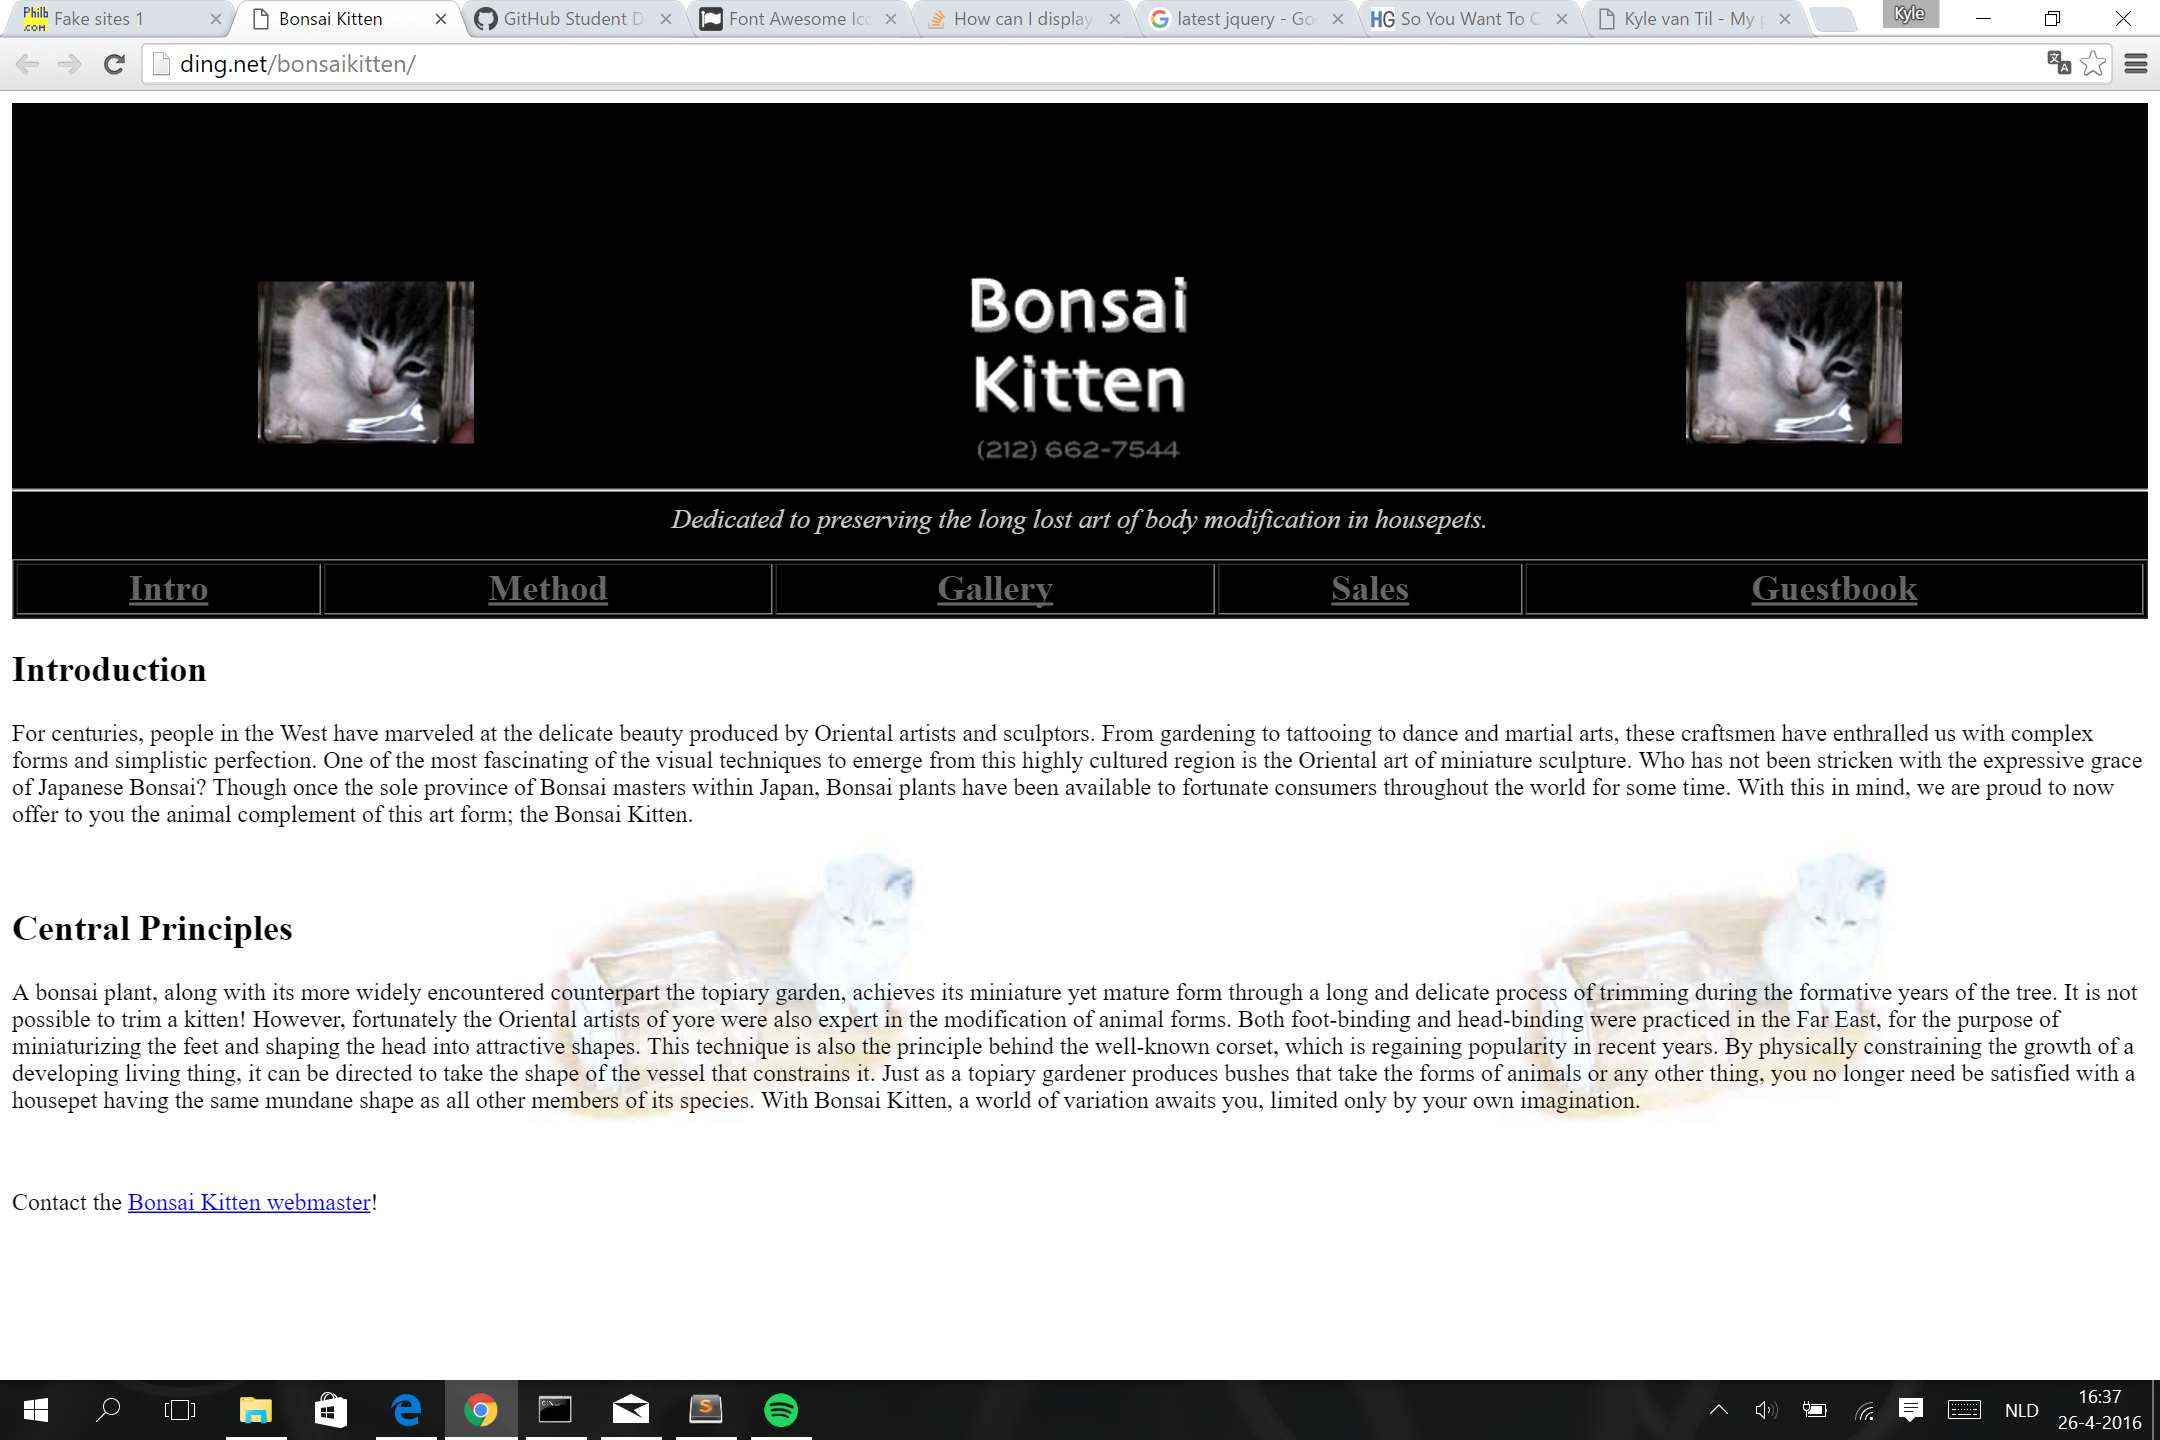 Philb .com Fake sites 1
Bonsai Kitten
GitHub Student D
Font Awesome Ic
How can I display
latest jquery - Go
HG So You Want To C
Kyle van Til - My p
Kyle
ding.net/bonsaikitten/
Bonsai
Kitten
(212) 662-7544
Dedicated to preserving the long lost art of body modification in housepets.
Intro Method Gallery Sales Guestbook
Introduction
For centuries, people in the West have marveled at the delicate beauty produced by Oriental artists and sculptors. From gardening to tattooing to dance and martial arts, these craftsmen have enthralled us with complex
forms and simplistic perfection. One of the most fascinating of the visual techniques to emerge from this highly cultured region is the Oriental art of miniature sculpture. Who has not been stricken with the expressive grace
of Japanese Bonsai? Though once the sole province of Bonsai masters within Japan, Bonsai plants have been available to fortunate consumers throughout the world for some time. With this in mind, we are proud to now
offer to you the animal complement of this art form; the Bonsai Kitten.
Central Principles
A bonsai plant, along with its more widely encountered counterpart the topiary garden, achieves its miniature yet mature form through a long and delicate process of trimming during the formative years of the tree. It is not
possible to trim a kitten! However, fortunately the Oriental artists of yore were also expert in the modification of animal forms. Both foot-binding and head-binding were practiced in the Far East, for the purpose of
miniaturizing the feet and shaping the head into attractive shapes. This technique is also the principle behind the well-known corset, which is regaining popularity in recent years. By physically constraining the growth of a
developing living thing, it can be directed to take the shape of the vessel that constrains it. Just as a topiary gardener produces bushes that take the forms of animals or any other thing, you no longer need be satisfied with a
housepet having the same mundane shape as all other members of its species. With Bonsai Kitten, a world of variation awaits you, limited only by your own imagination.
Contact the Bonsai Kitten webmaster!
NLD
16:37
26-4-2016